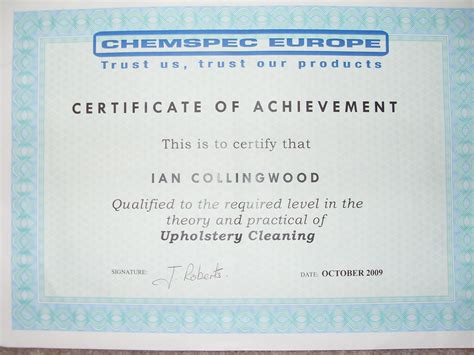 CHEMSPEC EUROPE
Trust us, trust our products
CERTIFICATE OF ACHIEVEMENT
This is to certify that
IAN COLLINGWOOD
Qualified to the required level in the
theory and practical of
Upholstery Cleaning
SIGNATURE: J Roberts. DATE: OCTOBER 2009